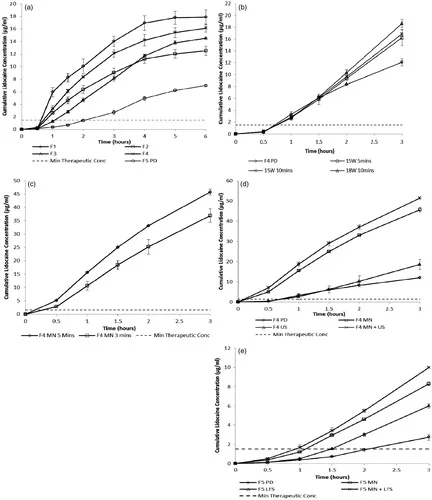 (a)
Cumulative Lidocaine Concentration (µg/ml)
20
18
16
14
12
10
8
6
4
2
0
0 1 2 3 4 5 6
Time (hours)
F1 F2
F3 F4
Min Therapeutic Conc F5 PD
(b)
Cumulative Lidocaine Concentration (µg/ml)
22
20
18
16
14
12
10
8
6
4
2
0
0 0.5 1 1.5 2 2.5 3
Time (hours)
F4 PD 15W 5mins
15W 10mins 18W 10mins
(c)
Cumulative Lidocaine Concentration (µg/ml)
50
45
40
35
30
25
20
15
10
5
0
0 0.5 1 1.5 2 2.5 3
Time (hours)
F4 MN 5 Mins F4 MN 3 mins Min Therapeutic Conc
(d)
Cumulative Lidocaine Concentration (µg/ml)
60
50
40
30
20
10
0
0 0.5 1 1.5 2 2.5 3
Time (hours)
F4 PD F4 MN
F4 US F4 MN + US
Min Therapeutic Conc
(e)
Cumulative Lidocaine Concentration (µg/ml)
12
10
8
6
4
2
0
0 0.5 1 1.5 2 2.5 3
Time (hours)
F5 PD F5 MN
F5 LFS F5 MN + LFS
Min Therapeutic Conc